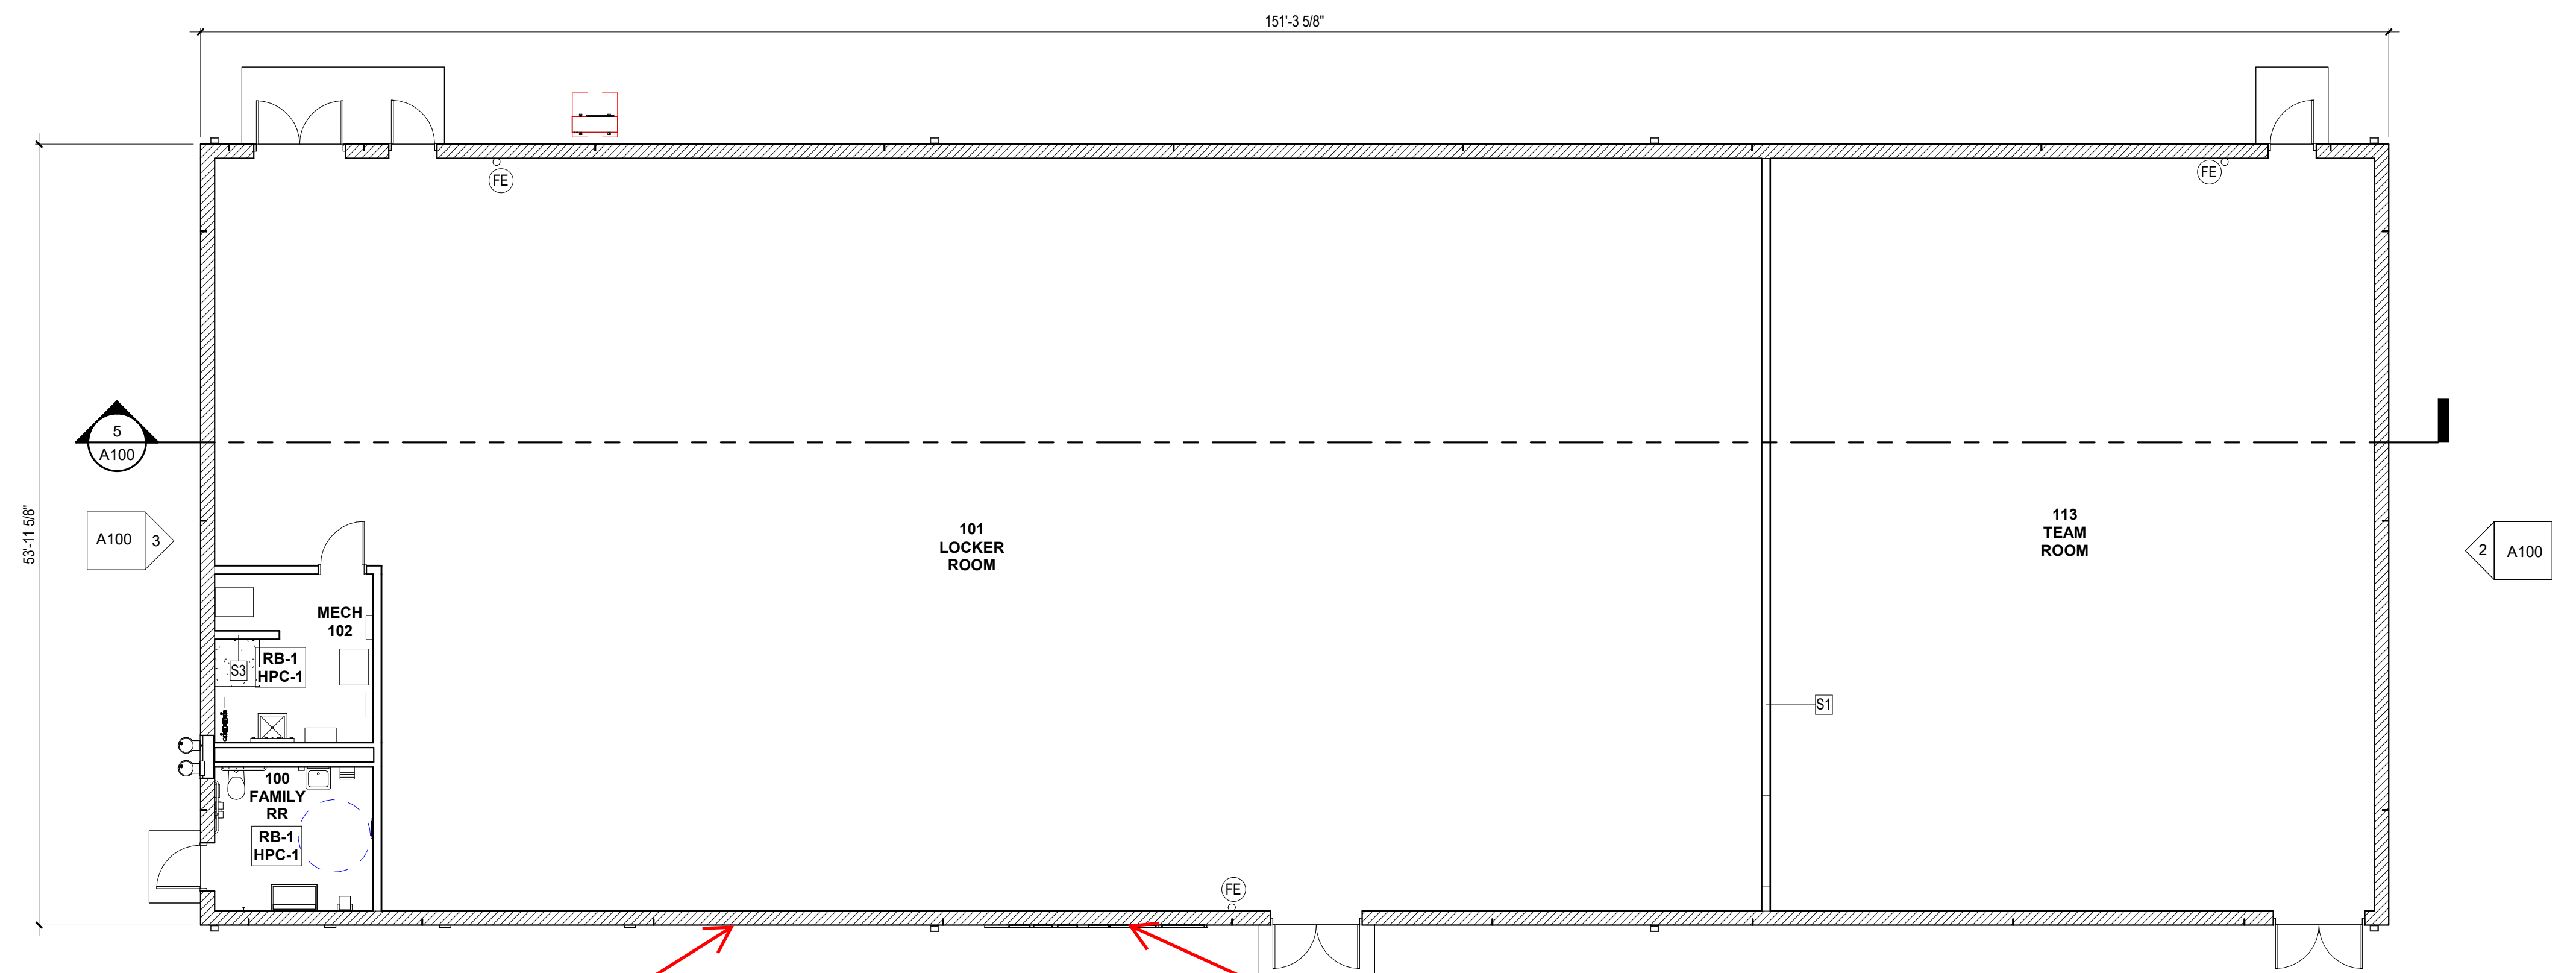 151'-3 5/8"
FE
FE
5
A100
53'-11 5/8"
A100
3
101
LOCKER
ROOM
113
TEAM
ROOM
2
A100
MECH
102
RB-1
HPC-1
S3
S1
100
FAMILY
RR
RB-1
HPC-1
FE